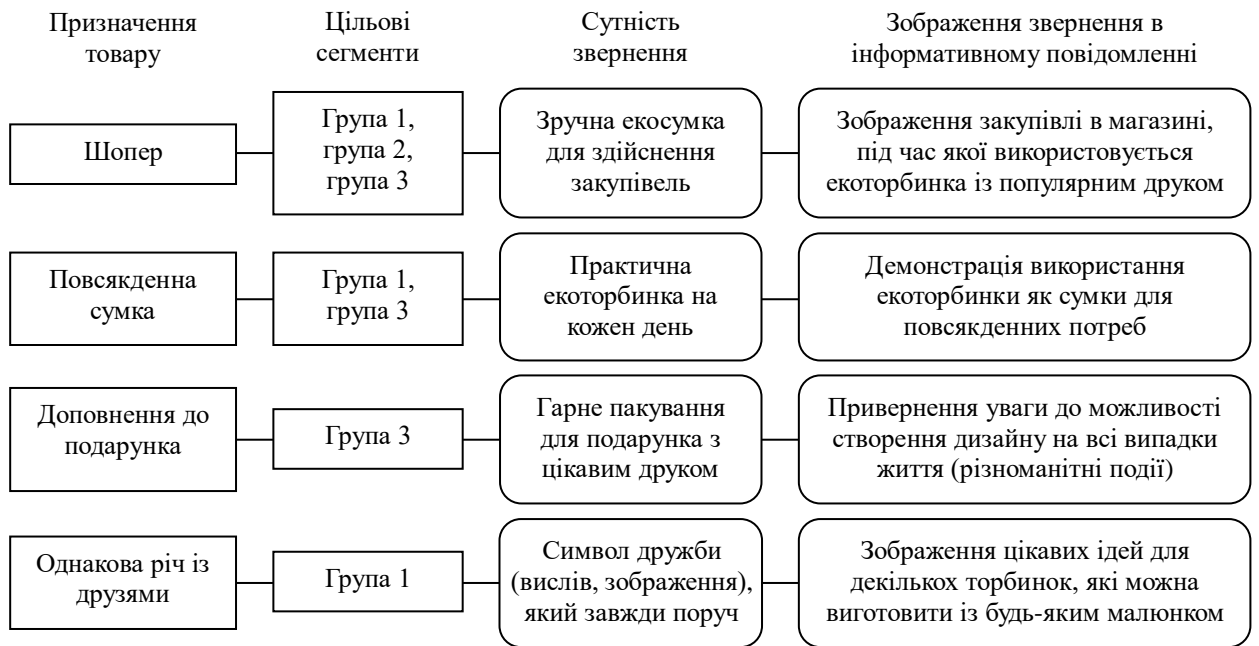 Призначення
товару
Цільові
сегменти
Сутність
звернення
Зображення звернення в
інформативному повідомленні
Шопер
Група 1,
група 2,
група 3
Зручна екосумка
для здійснення
закупівель
Зображення закупівлі в магазині,
під час якої використовується
екоторбинка із популярним друком
Повсякденна
сумка
Група 1,
група 3
Практична
екоторбинка на
кожен день
Демонстрація використання
екоторбинки як сумки для
повсякденних потреб
Доповнення до
подарунка
Група 3
Гарне пакування
для подарунка з
цікавим друком
Привернення уваги до можливості
створення дизайну на всі випадки
життя (різноманітні події)
Однакова річ із
друзями
Група 1
Символ дружби
(вислів, зображення),
який завжди поруч
Зображення цікавих ідей для
декількох торбинок, які можна
виготовити із будь-яким малюнком